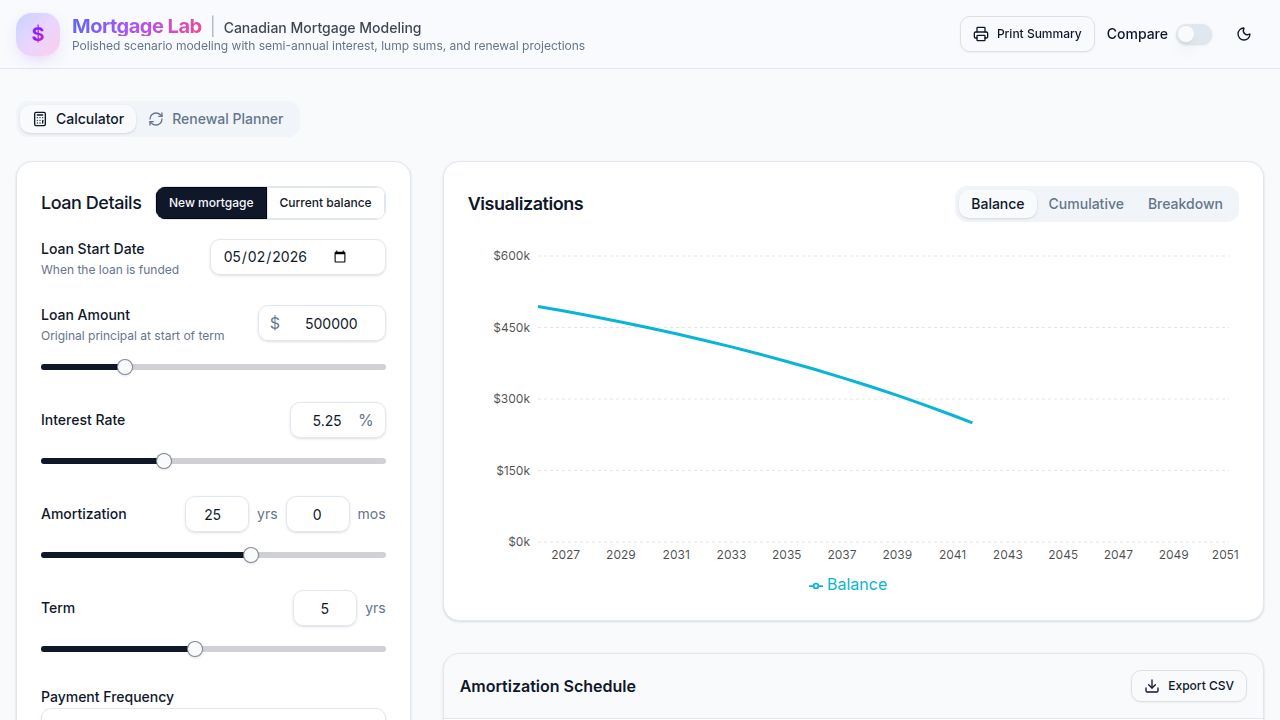 $
Mortgage Lab
Canadian Mortgage Modeling
Polished scenario modeling with semi-annual interest, lump sums, and renewal projections
Print Summary
Compare
Calculator
Renewal Planner
Loan Details
New mortgage
Current balance
Loan Start Date
When the loan is funded
05/02/2026
Loan Amount
Original principal at start of term
$ 500000
Interest Rate
5.25 %
Amortization
25 yrs 0 mos
Term
5 yrs
Payment Frequency
Visualizations
Balance
Cumulative
Breakdown
$600k
$450k
$300k
$150k
$0k
2027 2029 2031 2033 2035 2037 2039 2041 2043 2045 2047 2049 2051
Balance
Amortization Schedule
Export CSV